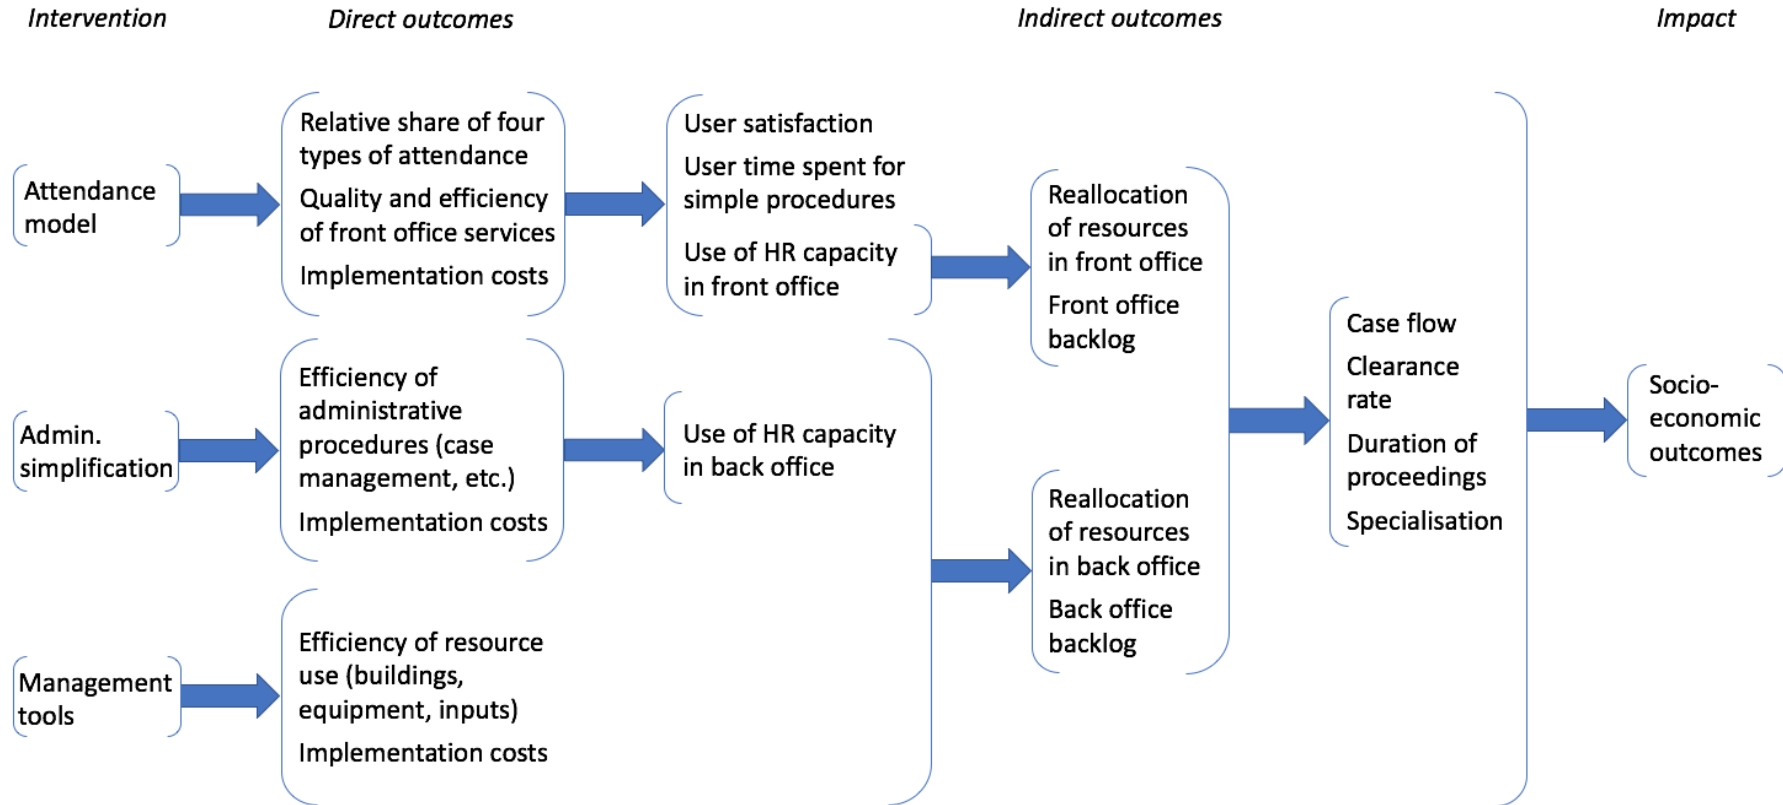 Intervention
Direct outcomes
Indirect outcomes
Impact
Attendance
model
Relative share of four
types of attendance
Quality and efficiency
of front office services
Implementation costs
User satisfaction
User time spent for
simple procedures
Use of HR capacity
in front office
Reallocation
of resources
in front office
Front office
backlog
Admin.
simplification
Efficiency of
administrative
procedures (case
management, etc.)
Implementation costs
Use of HR capacity
in back office
Reallocation
of resources
in back office
Back office
backlog
Management
tools
Efficiency of resource
use (buildings,
equipment, inputs)
Implementation costs
Case flow
Clearance
rate
Duration of
proceedings
Specialisation
Socio-
economic
outcomes